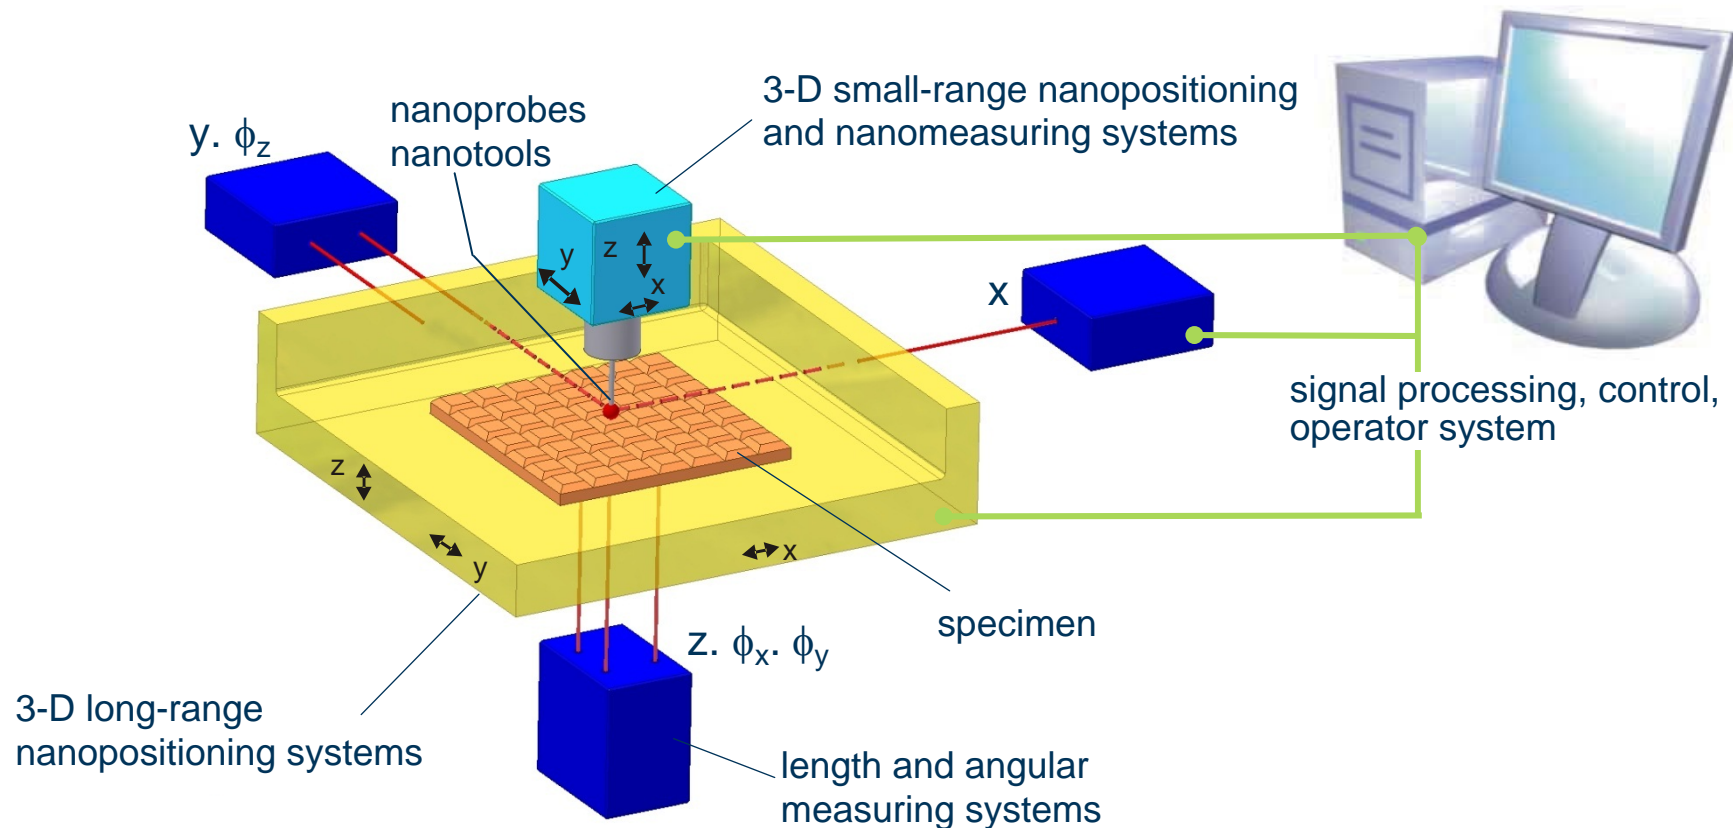 3-D small-range nanopositioning
and nanomeasuring systems
nanoprobes
nanotools
y. ϕz
z
y
x
x
signal processing, control,
operator system
z
y
x
specimen
z. ϕx. ϕy
3-D long-range
nanopositioning systems
length and angular
measuring systems